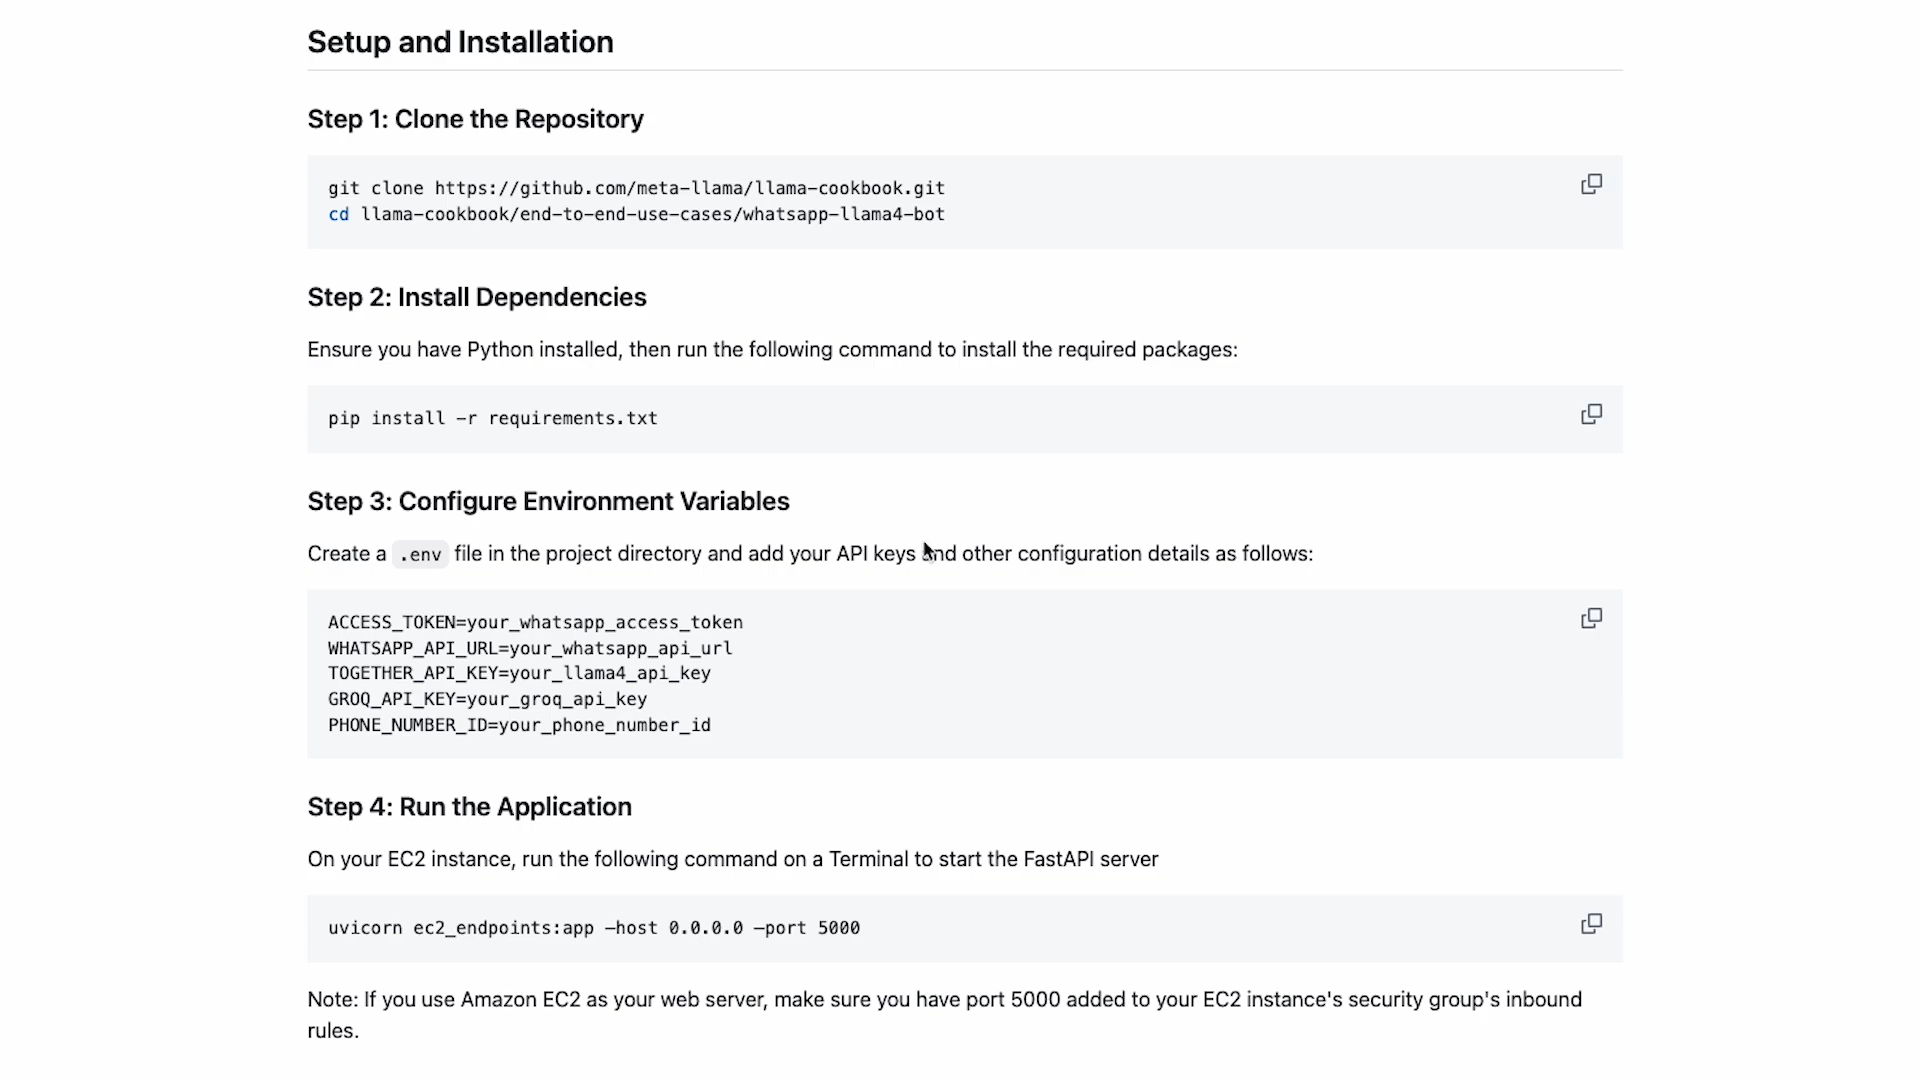 Setup and Installation
Step 1: Clone the Repository
git clone https://github.com/meta-llama/llama-cookbook.git
cd llama-cookbook/end-to-end-use-cases/whatsapp-llama4-bot
Step 2: Install Dependencies
Ensure you have Python installed, then run the following command to install the required packages:
pip install -r requirements.txt
Step 3: Configure Environment Variables
Create a .env file in the project directory and add your API keys and other configuration details as follows:
ACCESS_TOKEN=your_whatsapp_access_token
WHATSAPP_API_URL=your_whatsapp_api_url
TOGETHER_API_KEY=your_llama4_api_key
GROQ_API_KEY=your_groq_api_key
PHONE_NUMBER_ID=your_phone_number_id
Step 4: Run the Application
On your EC2 instance, run the following command on a Terminal to start the FastAPI server
uvicorn ec2_endpoints:app —host 0.0.0.0 —port 5000
Note: If you use Amazon EC2 as your web server, make sure you have port 5000 added to your EC2 instance's security group's inbound
rules.